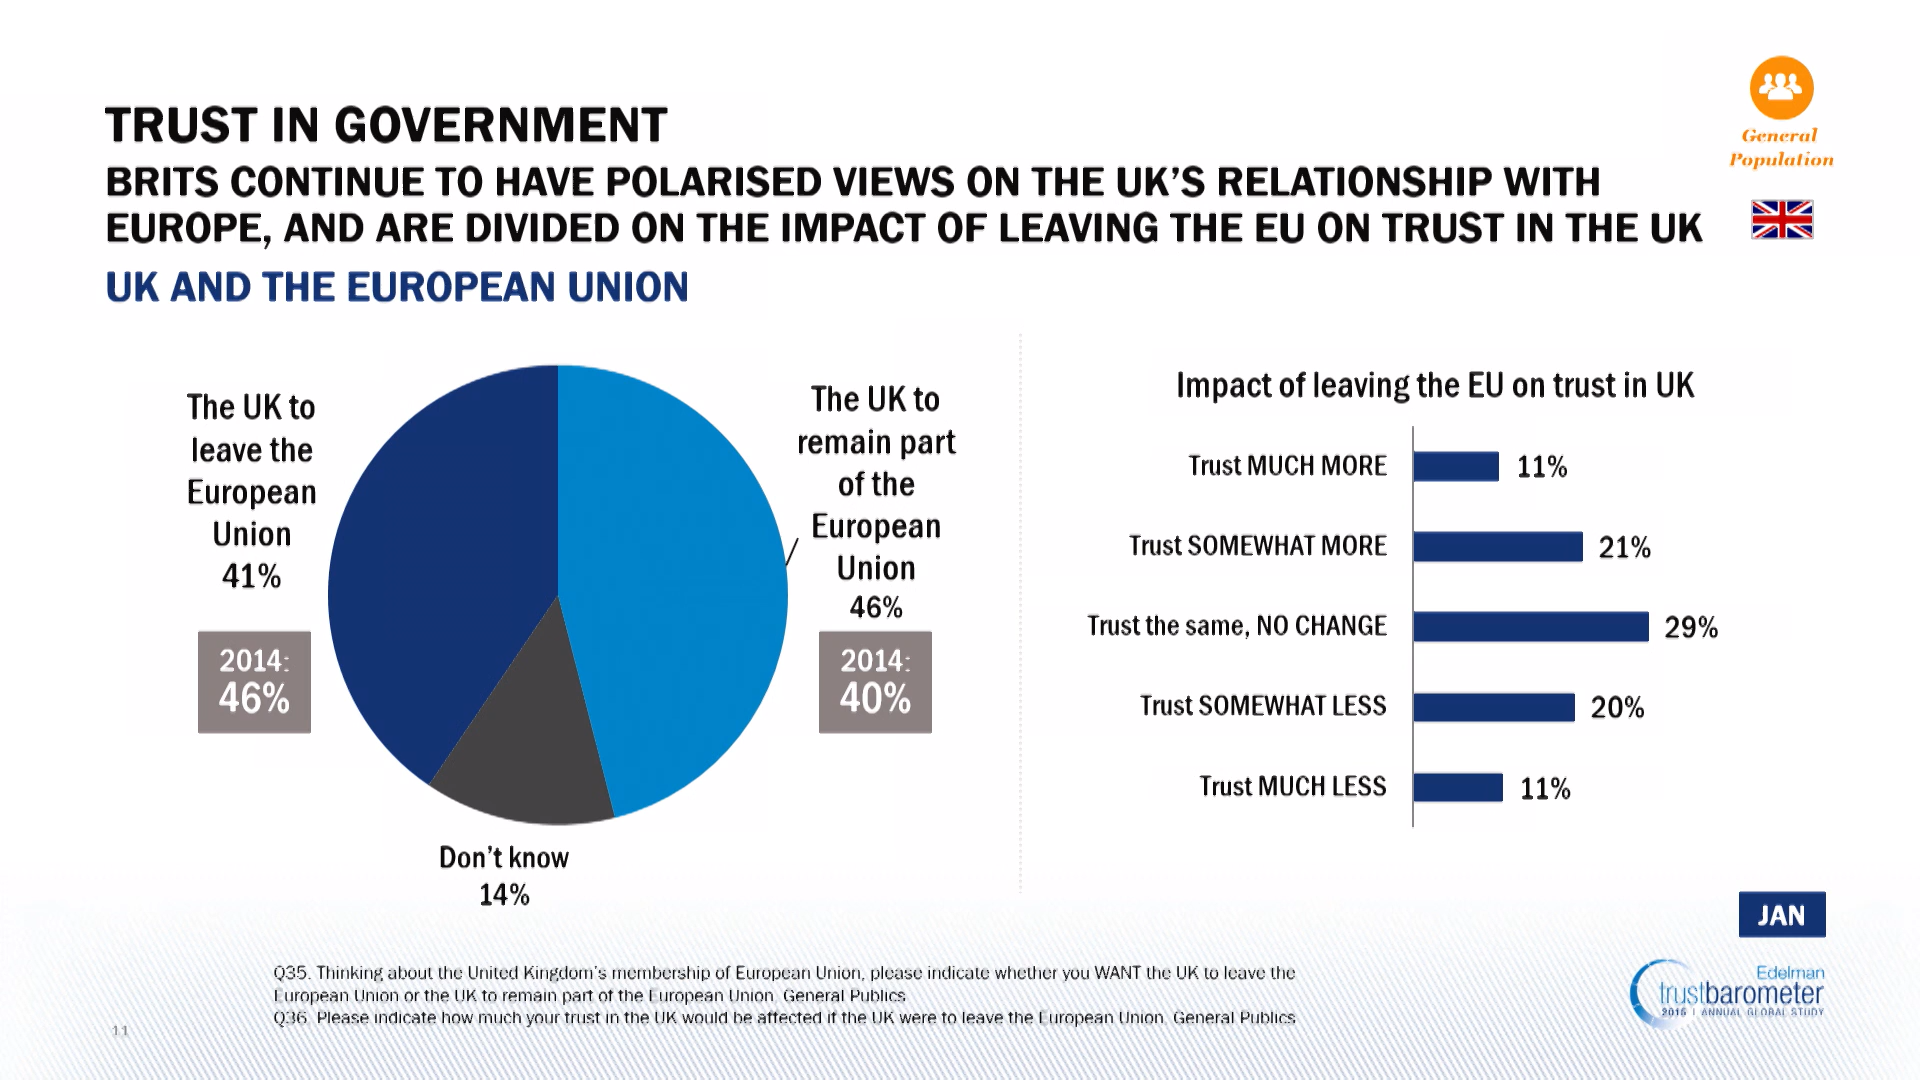 General
Population
TRUST IN GOVERNMENT
BRITS CONTINUE TO HAVE POLARISED VIEWS ON THE UK’S RELATIONSHIP WITH
EUROPE, AND ARE DIVIDED ON THE IMPACT OF LEAVING THE EU ON TRUST IN THE UK
UK AND THE EUROPEAN UNION
The UK to
leave the
European
Union
41%
2014:
46%
The UK to
remain part
of the
European
Union
46%
2014:
40%
Don’t know
14%
Impact of leaving the EU on trust in UK
Trust MUCH MORE 11%
Trust SOMEWHAT MORE 21%
Trust the same, NO CHANGE 29%
Trust SOMEWHAT LESS 20%
Trust MUCH LESS 11%
JAN
Q35. Thinking about the United Kingdom’s membership of European Union, please indicate whether you WANT the UK to leave the
European Union or the UK to remain part of the European Union. General Publics
Q36. Please indicate how much your trust in the UK would be affected if the UK were to leave the European Union. General Publics
11
Edelman
trustbarometer
2015 | ANNUAL GLOBAL STUDY